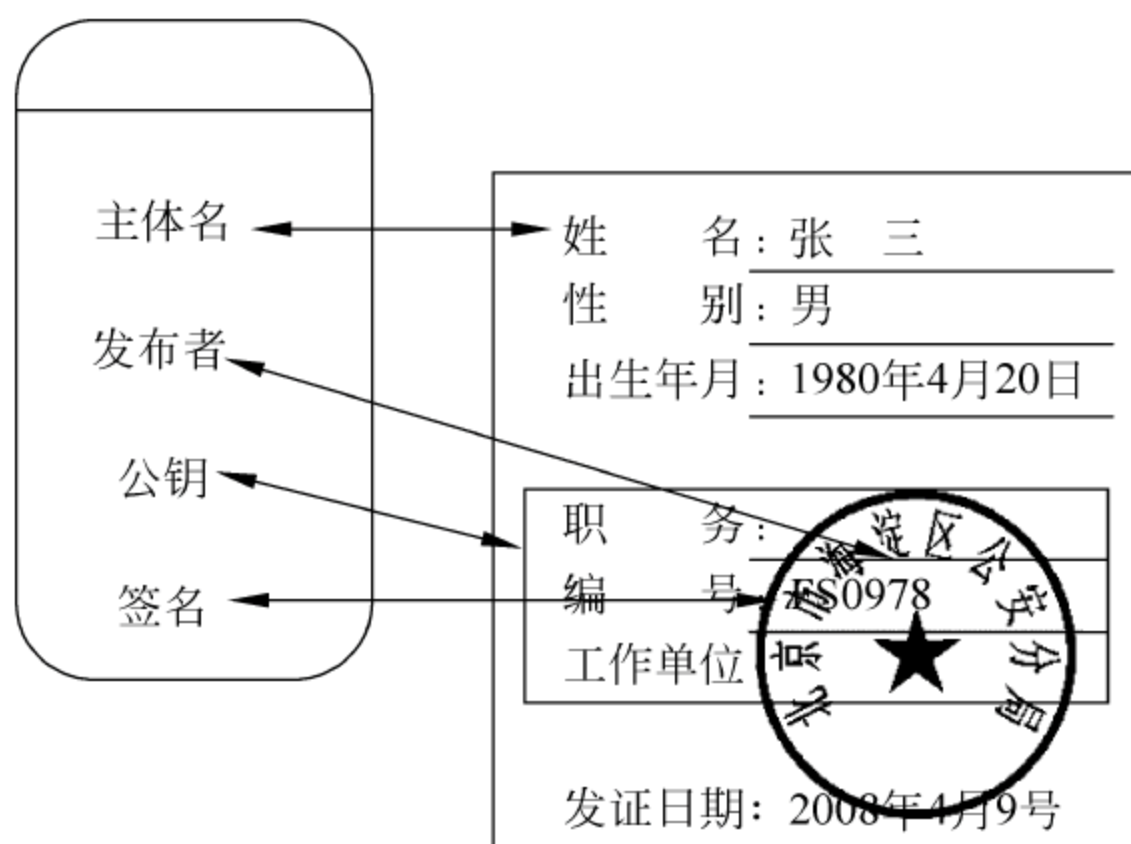 主体名
发布者
公钥
签名
姓 名：张 三
性 别：男
出生年月：1980年4月20日
职 务：
编 号：FS0978
工作单位
北京市海淀区公安分局
发证日期：2008年4月9号